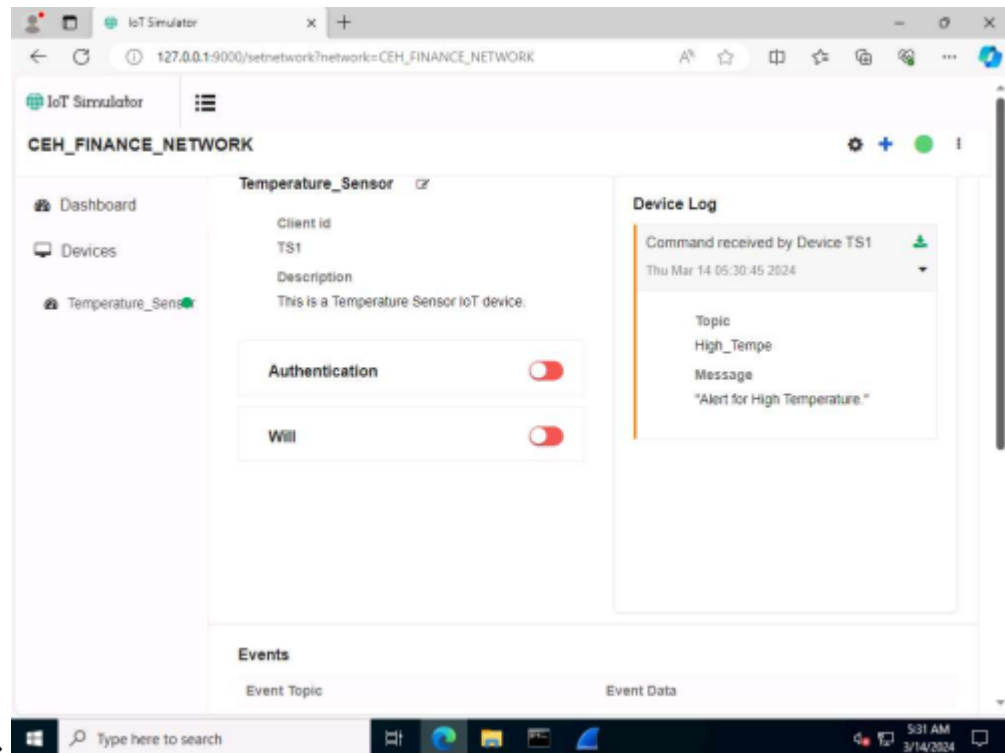 IoT Simulator
127.0.0.1:9000/setnetwork?network=CEH_FINANCE_NETWORK
IoT Simulator
CEH_FINANCE_NETWORK
Dashboard
Devices
Temperature_Sensor
Temperature_Sensor
Client id
TS1
Description
This is a Temperature Sensor IoT device.
Authentication
Will
Device Log
Command received by Device TS1
Thu Mar 14 05:30:45 2024
Topic
High_Tempe
Message
"Alert for High Temperature."
Events
Event Topic Event Data
Type here to search
5:31 AM
3/14/2024